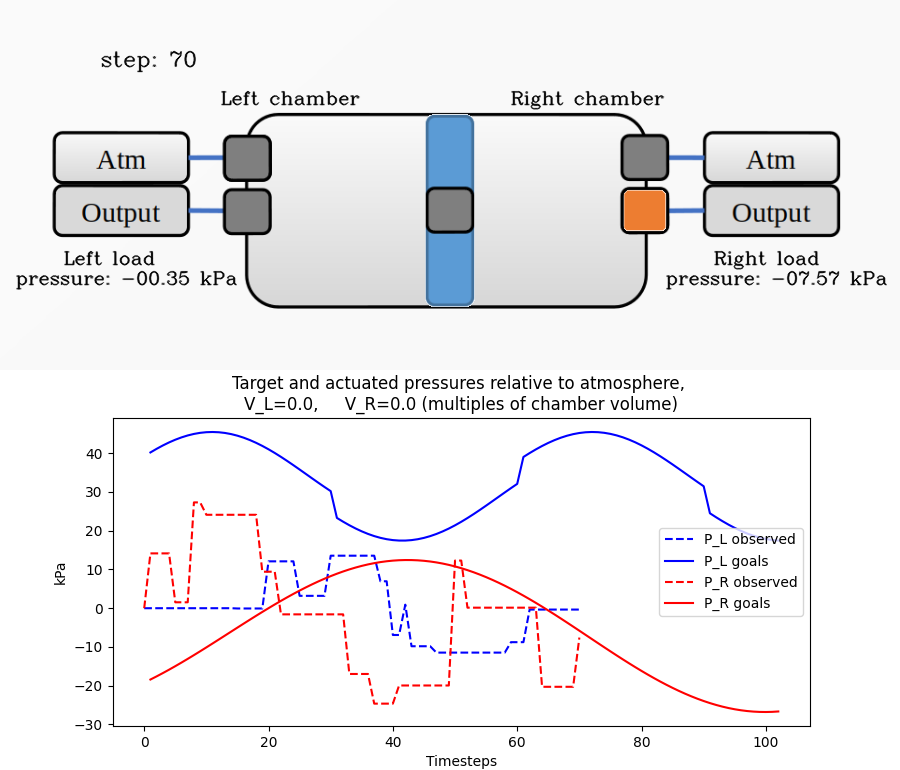 step: 70
Left chamber
Right chamber
Atm
Atm
Output
Output
Left load
pressure: -00.35 kPa
Right load
pressure: -07.57 kPa
Target and actuated pressures relative to atmosphere,
V_L=0.0,     V_R=0.0 (multiples of chamber volume)
kPa
40
30
20
10
0
−10
−20
−30
P_L observed
P_L goals
P_R observed
P_R goals
0
20
40
60
80
100
Timesteps